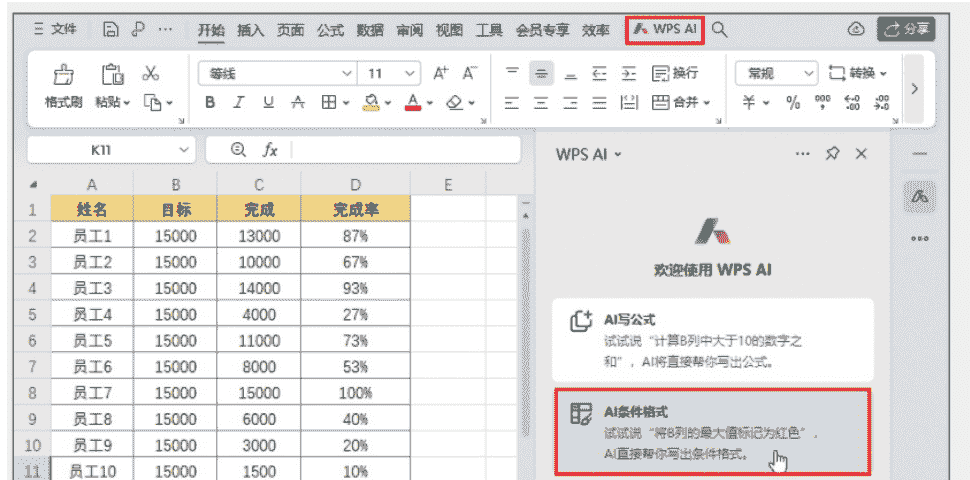 文件 ··· 开始 插入 页面 公式 数据 审阅 视图 工具 会员专享 效率 WPS AI 分享
等线 11 A+ A- 换行 常规 转换
格式刷 粘贴 B I U A A 合并 ¥ % 000 ←0 .00 .00 →.0
K11 fx WPS AI ···
A B C D E
1 姓名 目标 完成 完成率
2 员工1 15000 13000 87%
3 员工2 15000 10000 67%
4 员工3 15000 14000 93%
5 员工4 15000 4000 27%
6 员工5 15000 11000 73%
7 员工6 15000 8000 53%
8 员工7 15000 15000 100%
9 员工8 15000 6000 40%
10 员工9 15000 3000 20%
11 员工10 15000 1500 10%
欢迎使用 WPS AI
AI写公式
试试说“计算B列中大于10的数字之
和”，AI将直接帮你写出公式。
AI条件格式
试试说“将B列的最大值标记为红色”，
AI直接帮你写出条件格式。